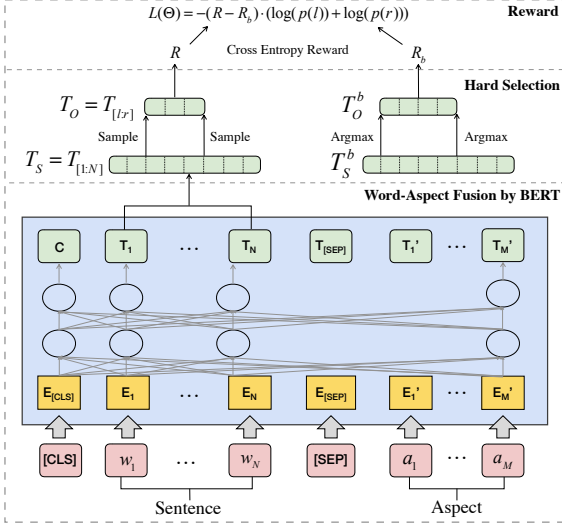 Reward
L(Θ) = −(R − R_b)·(log(p(l)) + log(p(r)))
R Cross Entropy Reward R_b
Hard Selection
T_O = T_[l:r] T_O^b
Sample Sample Argmax Argmax
T_S = T_[1:N] T_S^b
Word-Aspect Fusion by BERT
C T_1 ... T_N T_[SEP] T_1' ... T_M'
E_[CLS] E_1 ... E_N E_[SEP] E_1' ... E_M'
[CLS] w_1 ... w_N [SEP] a_1 ... a_M
Sentence Aspect